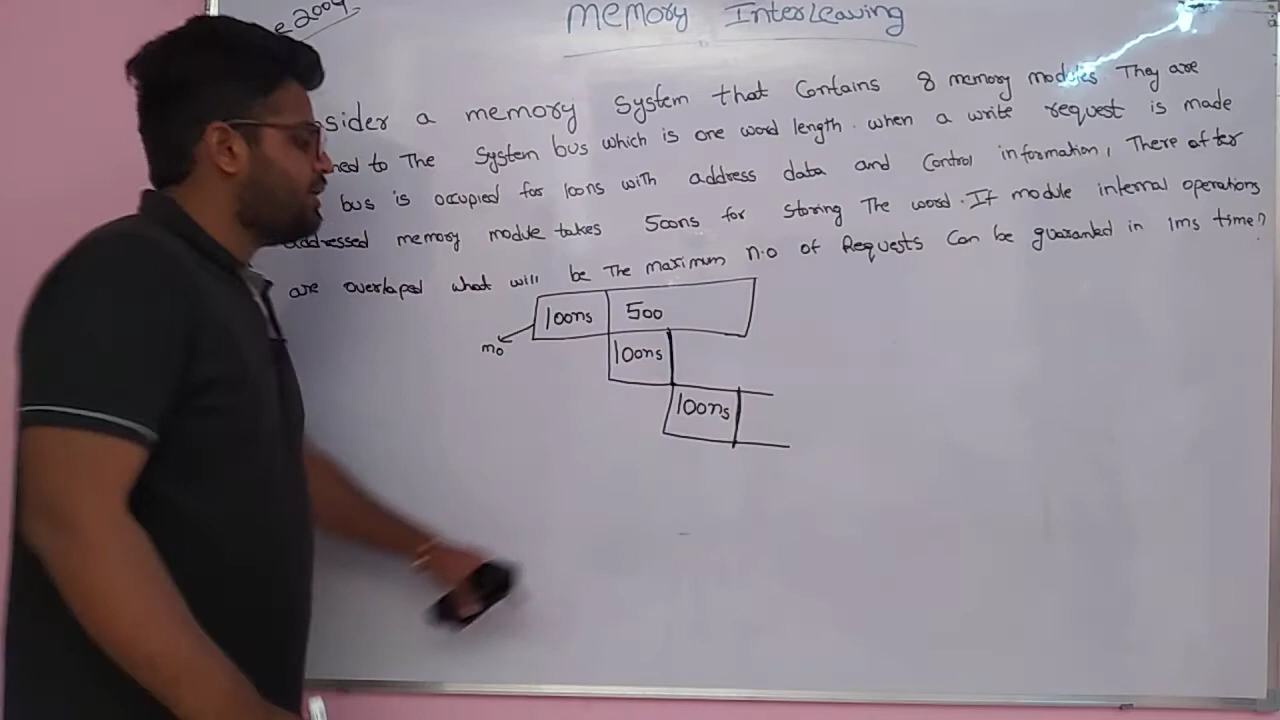 e 2009
Memory Interleaving
sider a memory system that Contains 8 memory modules They are
ned to The System bus which is one word length. when a write request is made
bus is occupied for 100ns with address data and Control information, There after
addressed memory module takes 500ns for storing The word. If module internal operations
are overlaped what will be The maximum n.o of Requests Can be guaranted in 1ms time?
100ns 500
m0
100ns
100ns